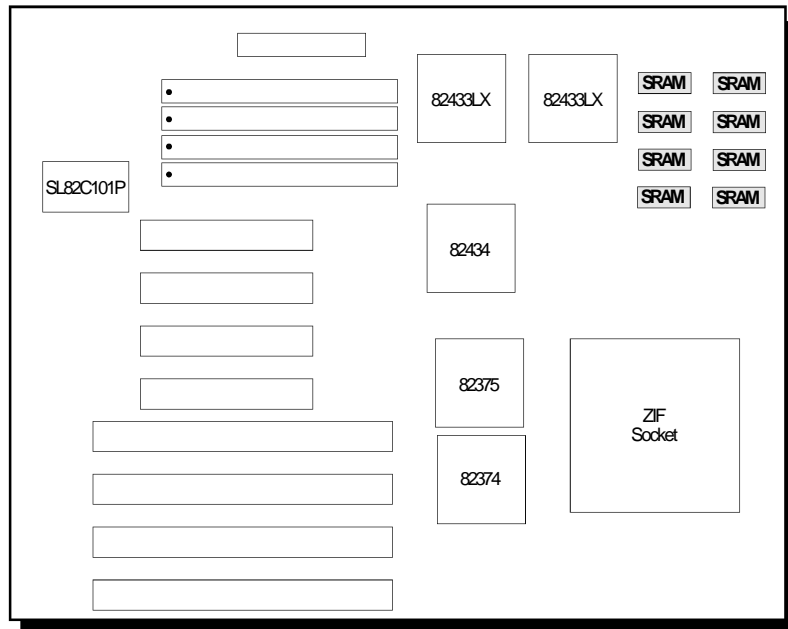 82433LX 82433LX SRAM SRAM
SRAM SRAM
SRAM SRAM
SL82C101P SRAM SRAM
82434
82375
ZIF
Socket
82374